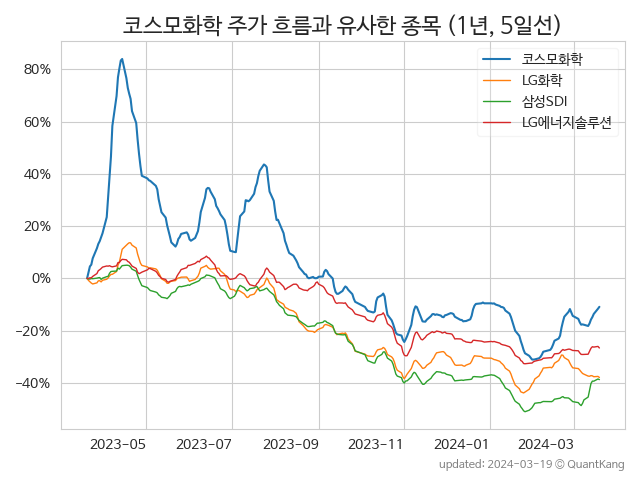 코스모화학 주가 흐름과 유사한 종목 (1년, 5일선)
코스모화학
LG화학
삼성SDI
LG에너지솔루션
80%
60%
40%
20%
0%
−20%
−40%
2023-05 2023-07 2023-09 2023-11 2024-01 2024-03
updated: 2024-03-19 © QuantKang